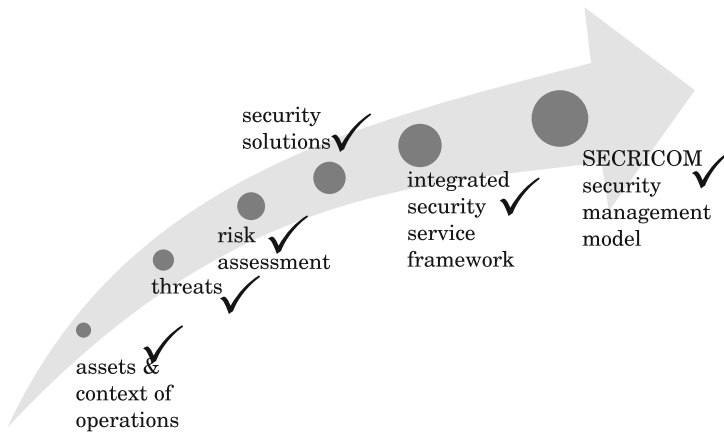 security
solutions
SECRICOM
security
management
model
integrated
security
service
framework
risk
assessment
threats
assets &
context of
operations